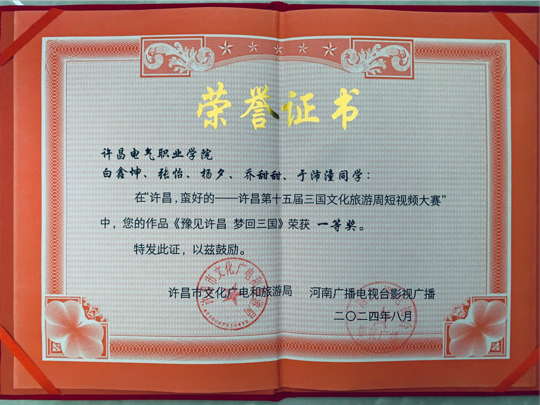 荣誉证书
许昌电气职业学院
白鑫坤、张怡、杨夕、乔甜甜、于沛潼同学：
在“许昌，蛮好的——许昌第十五届三国文化旅游周短视频大赛”
中，您的作品《豫见许昌 梦回三国》荣获 一等奖。
特发此证，以兹鼓励。
许昌市文化广电和旅游局 河南广播电视台影视广播
二〇二四年八月